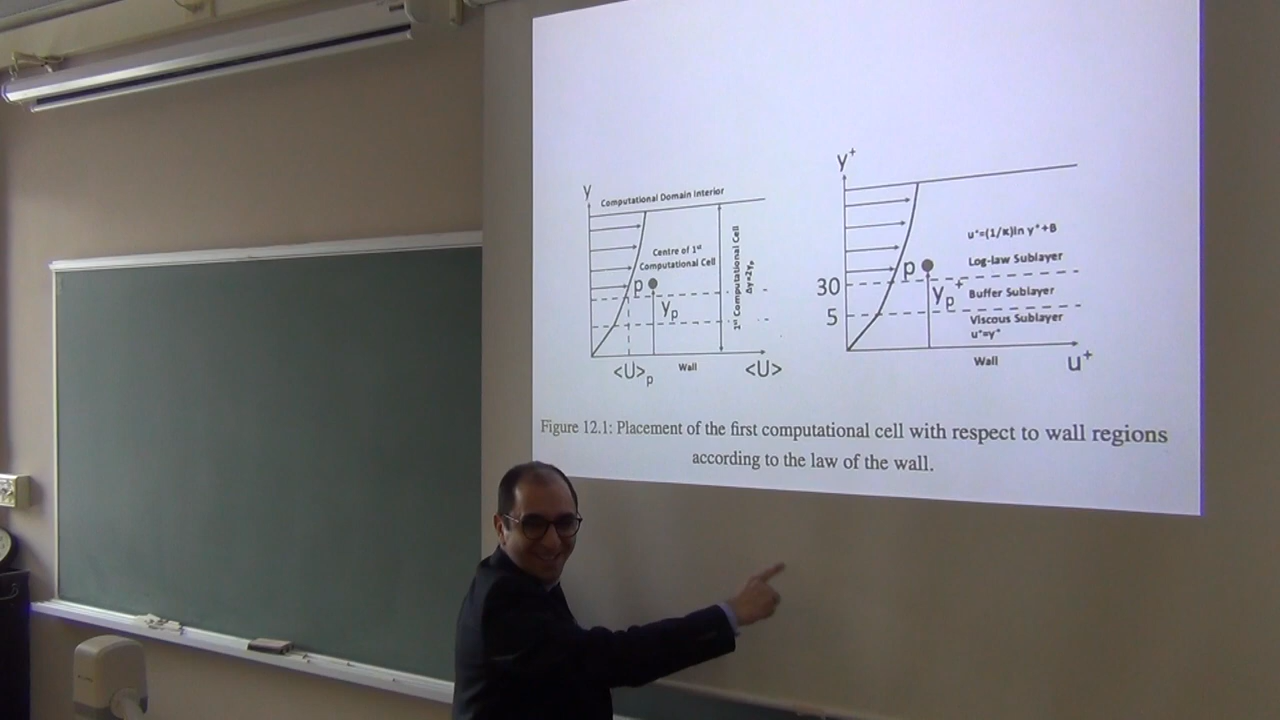 y
Computational Domain Interior
Centre of 1st
Computational Cell
P
yp
1st Computational Cell
Δy=2yp
<U>p
Wall
<U>
y+
u+=(1/κ)ln y+ + B
Log-law Sublayer
P
30
yp+
Buffer Sublayer
5
Viscous Sublayer
u+=y+
Wall
u+
Figure 12.1: Placement of the first computational cell with respect to wall regions
according to the law of the wall.